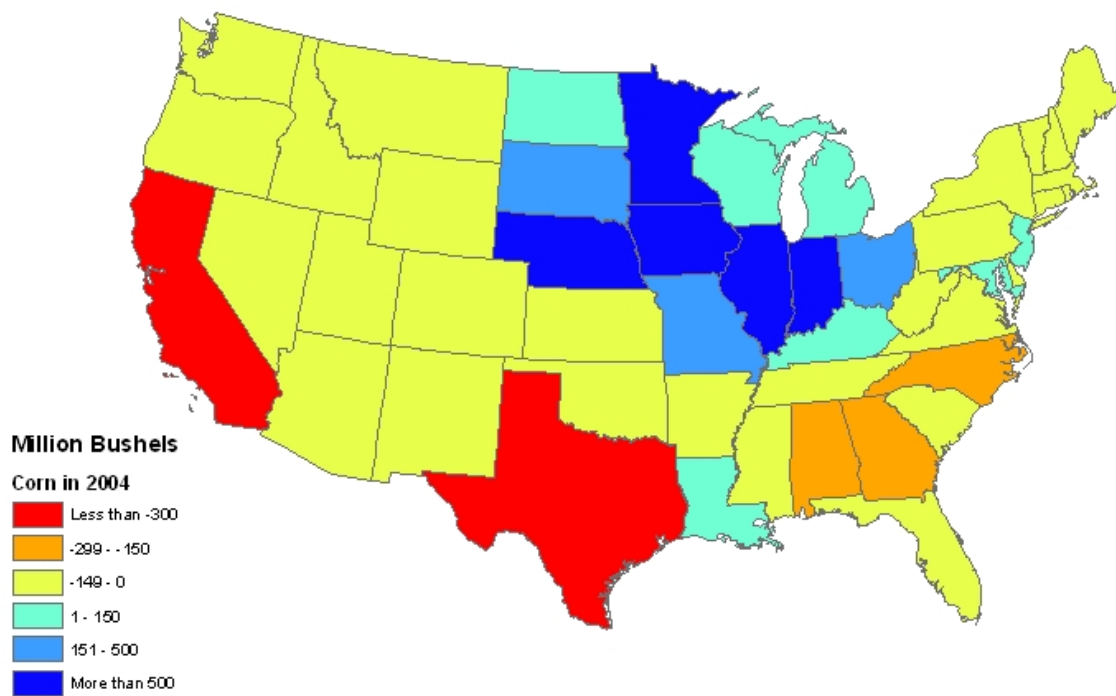 Million Bushels
Corn in 2004
Less than -300
-299 - -150
-149 - 0
1 - 150
151 - 500
More than 500